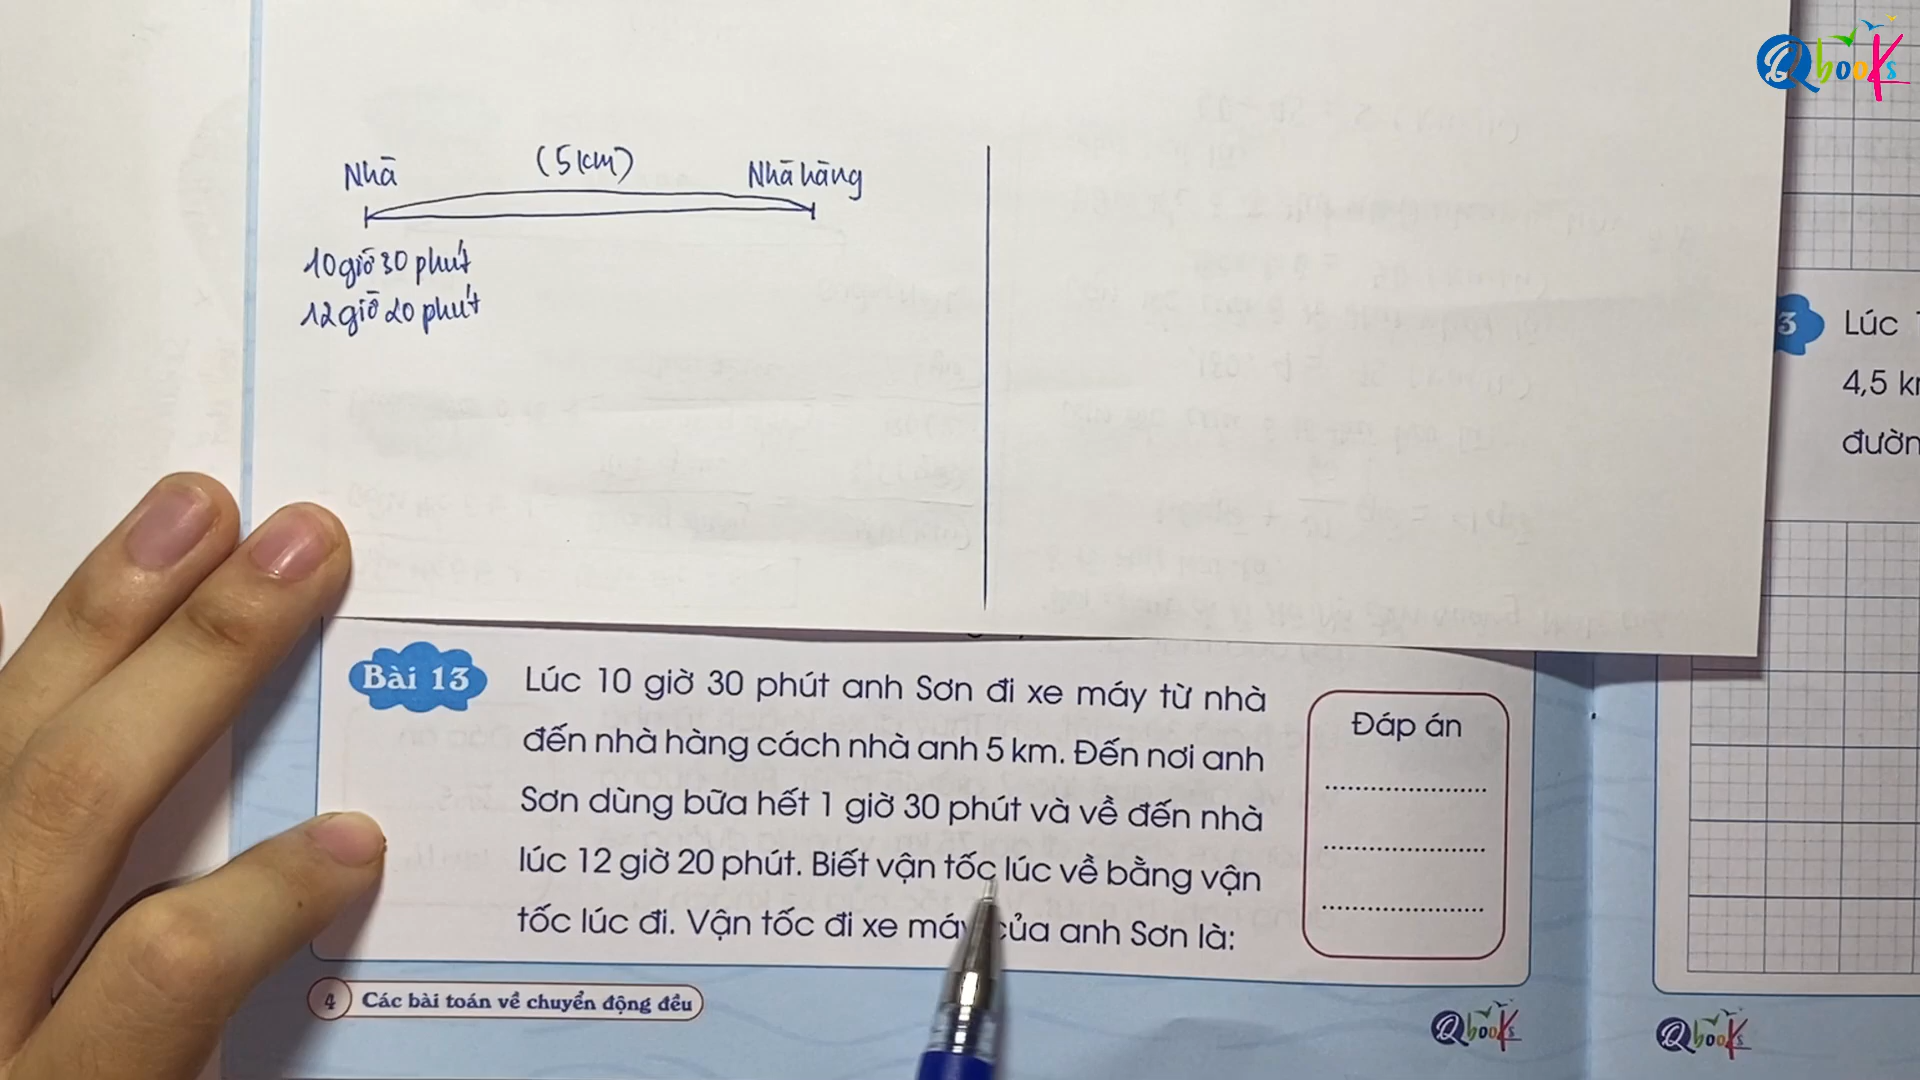 Qbooks
Nhà (5km) Nhà hàng
10 giờ 30 phút
12 giờ 20 phút
3 Lúc
4,5 k
đườn
Bài 13 Lúc 10 giờ 30 phút anh Sơn đi xe máy từ nhà
đến nhà hàng cách nhà anh 5 km. Đến nơi anh
Sơn dùng bữa hết 1 giờ 30 phút và về đến nhà
lúc 12 giờ 20 phút. Biết vận tốc lúc về bằng vận
tốc lúc đi. Vận tốc đi xe máy của anh Sơn là:
Đáp án
4 Các bài toán về chuyển động đều
Qbooks
Qbooks